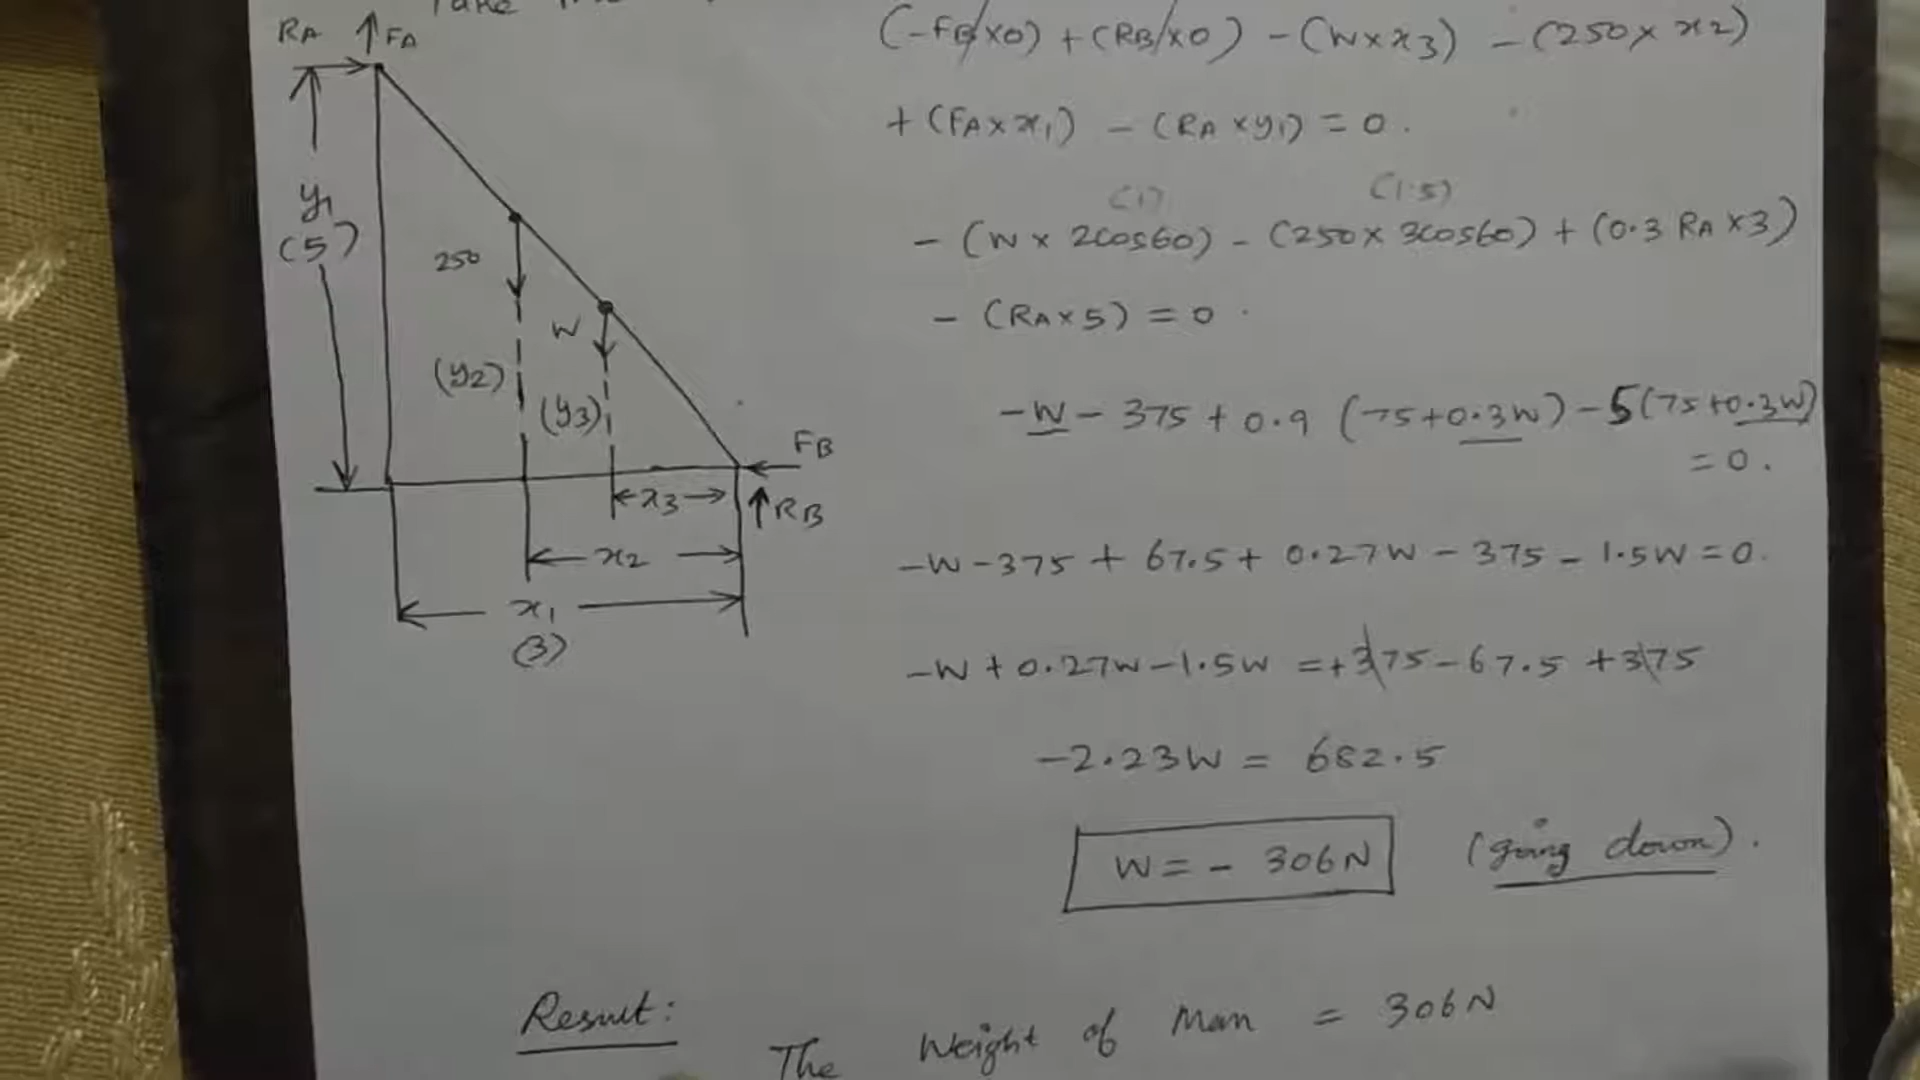 Take
RA FA
y1
(5)
250
W
(y2)
(y3)
FB
x3
RB
x2
x1
(3)
(-FB×0) + (RB×0) - (W×x3) - (250×x2)
+ (FA×x1) - (RA×y1) = 0.
(1) (1.5)
- (W × 2cos60) - (250× 3cos60) + (0.3 RA ×3)
- (RA×5) = 0.
-W - 375 + 0.9 (75+0.3W) - 5(75+0.3W)
= 0.
-W - 375 + 67.5 + 0.27W - 375 - 1.5W = 0.
-W + 0.27W - 1.5W = +375 - 67.5 + 375
-2.23W = 682.5
W = - 306N (going down).
Result:
The Weight of Man = 306N